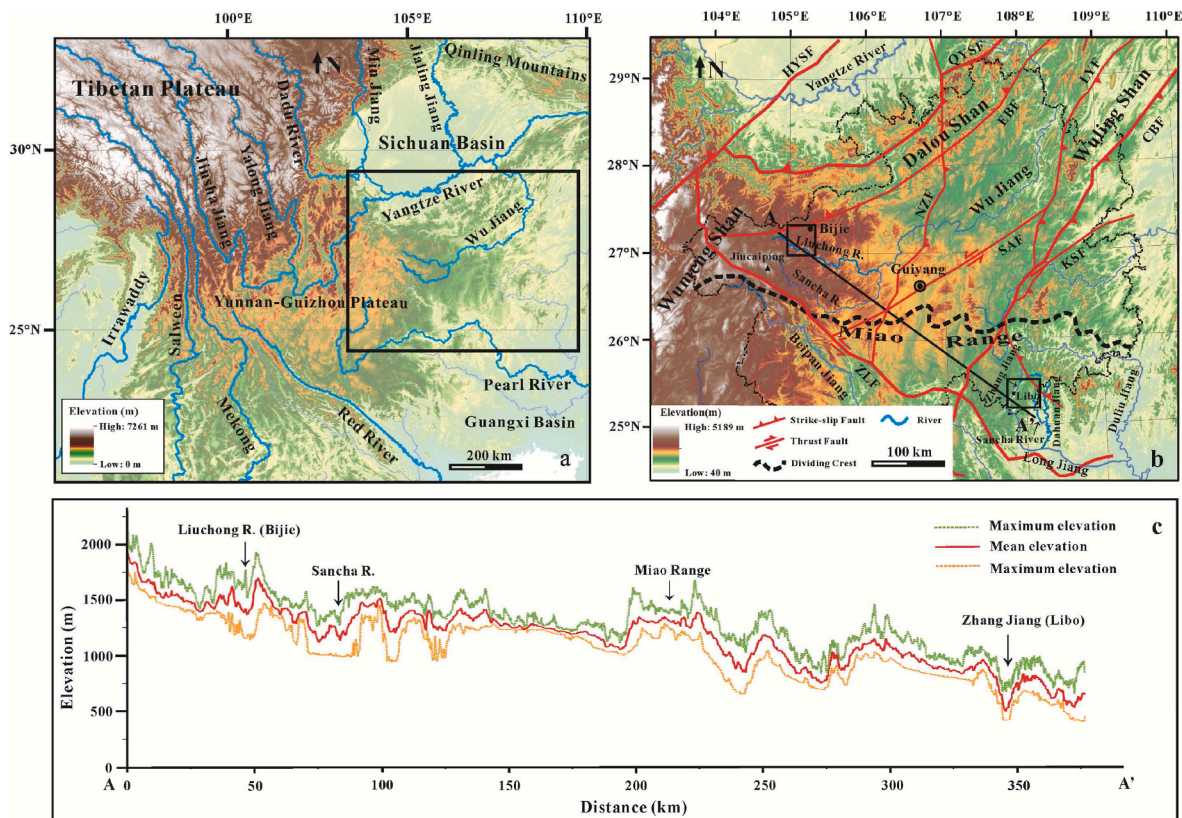 100°E
105°E
110°E
Tibetan Plateau
N
Dadu River
Min Jiang
Jialing Jiang
Qinling Mountains
30°N
Sichuan Basin
Jinsha Jiang
Yalong Jiang
Yangtze River
Wu Jiang
Irrawaddy
Salween
Yunnan-Guizhou Plateau
25°N
Mekong
Red River
Pearl River
Guangxi Basin
Elevation (m)
High: 7261 m
Low: 0 m
200 km
a
104°E
105°E
106°E
107°E
108°E
109°E
110°E
29°N
28°N
27°N
26°N
25°N
N
HYSF
Yangtze River
QYSF
Dalou Shan
EBF
LYF
Wuling Shan
CBF
Wu Jiang
NZF
A
Bijie
Liuchong R.
Wumeng Shan
Jiucaiping
Sancha R.
Guiyang
SAF
KSF
Miao Range
Beipan Jiang
ZLF
Zhang Jiang
Libo
A'
Dahuan Jiang
Duliu Jiang
Sancha River
Long Jiang
Elevation(m)
High: 5189 m
Low: 40 m
Strike-slip Fault
Thrust Fault
Dividing Crest
River
100 km
b
c
Liuchong R. (Bijie)
Sancha R.
Miao Range
Zhang Jiang (Libo)
Maximum elevation
Mean elevation
Maximum elevation
Elevation (m)
2000
1500
1000
500
0
0
50
100
150
200
250
300
350
A
A'
Distance (km)